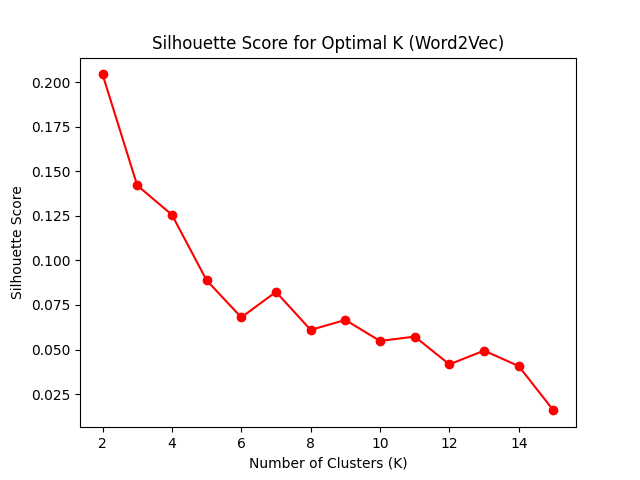 Silhouette Score for Optimal K (Word2Vec)
0.200
0.175
0.150
0.125
0.100
0.075
0.050
0.025
Silhouette Score
2 4 6 8 10 12 14
Number of Clusters (K)